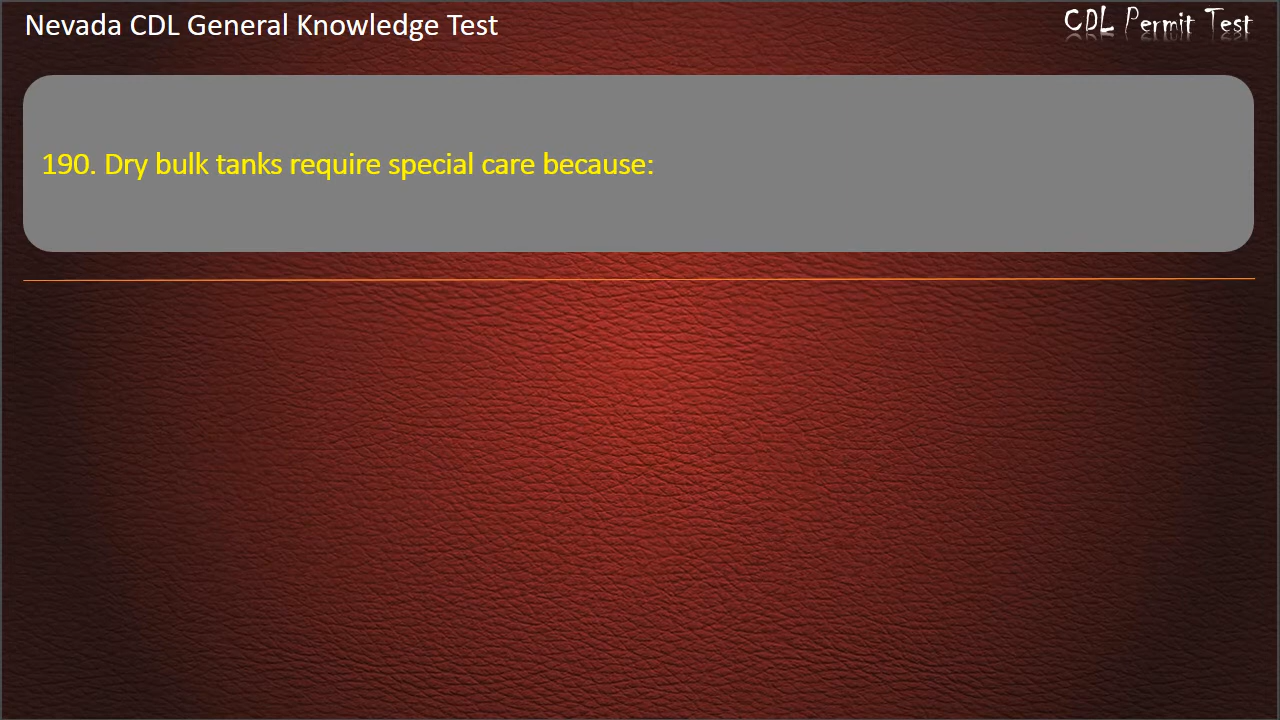 Nevada CDL General Knowledge Test
CDL Permit Test
190. Dry bulk tanks require special care because: